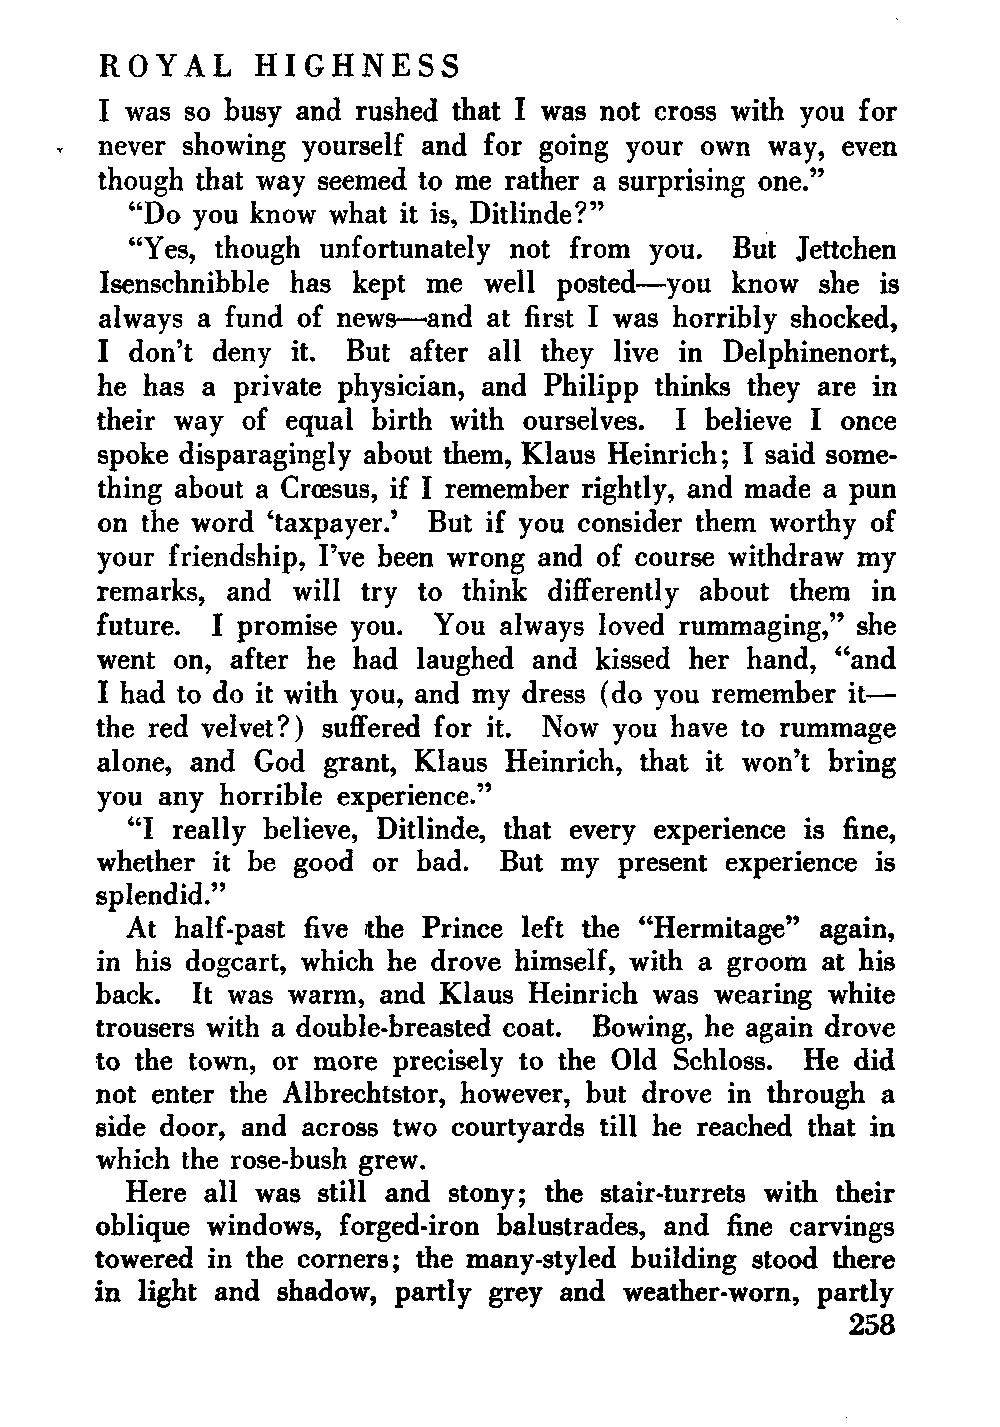 ROYAL HIGHNESS
I was so busy and rushed that I was not cross with you for
never showing yourself and for going your own way, even
though that way seemed to me rather a surprising one.”
“Do you know what it is, Ditlinde?”
“Yes, though unfortunately not from you. But Jettchen
Isenschnibble has kept me well posted—you know she is
always a fund of news—and at first I was horribly shocked,
I don’t deny it. But after all they live in Delphinenort,
he has a private physician, and Philipp thinks they are in
their way of equal birth with ourselves. I believe I once
spoke disparagingly about them, Klaus Heinrich; I said some-
thing about a Crœsus, if I remember rightly, and made a pun
on the word ‘taxpayer.’ But if you consider them worthy of
your friendship, I’ve been wrong and of course withdraw my
remarks, and will try to think differently about them in
future. I promise you. You always loved rummaging,” she
went on, after he had laughed and kissed her hand, “and
I had to do it with you, and my dress (do you remember it—
the red velvet?) suffered for it. Now you have to rummage
alone, and God grant, Klaus Heinrich, that it won’t bring
you any horrible experience.”
“I really believe, Ditlinde, that every experience is fine,
whether it be good or bad. But my present experience is
splendid.”
At half-past five the Prince left the “Hermitage” again,
in his dogcart, which he drove himself, with a groom at his
back. It was warm, and Klaus Heinrich was wearing white
trousers with a double-breasted coat. Bowing, he again drove
to the town, or more precisely to the Old Schloss. He did
not enter the Albrechtstor, however, but drove in through a
side door, and across two courtyards till he reached that in
which the rose-bush grew.
Here all was still and stony; the stair-turrets with their
oblique windows, forged-iron balustrades, and fine carvings
towered in the corners; the many-styled building stood there
in light and shadow, partly grey and weather-worn, partly
258